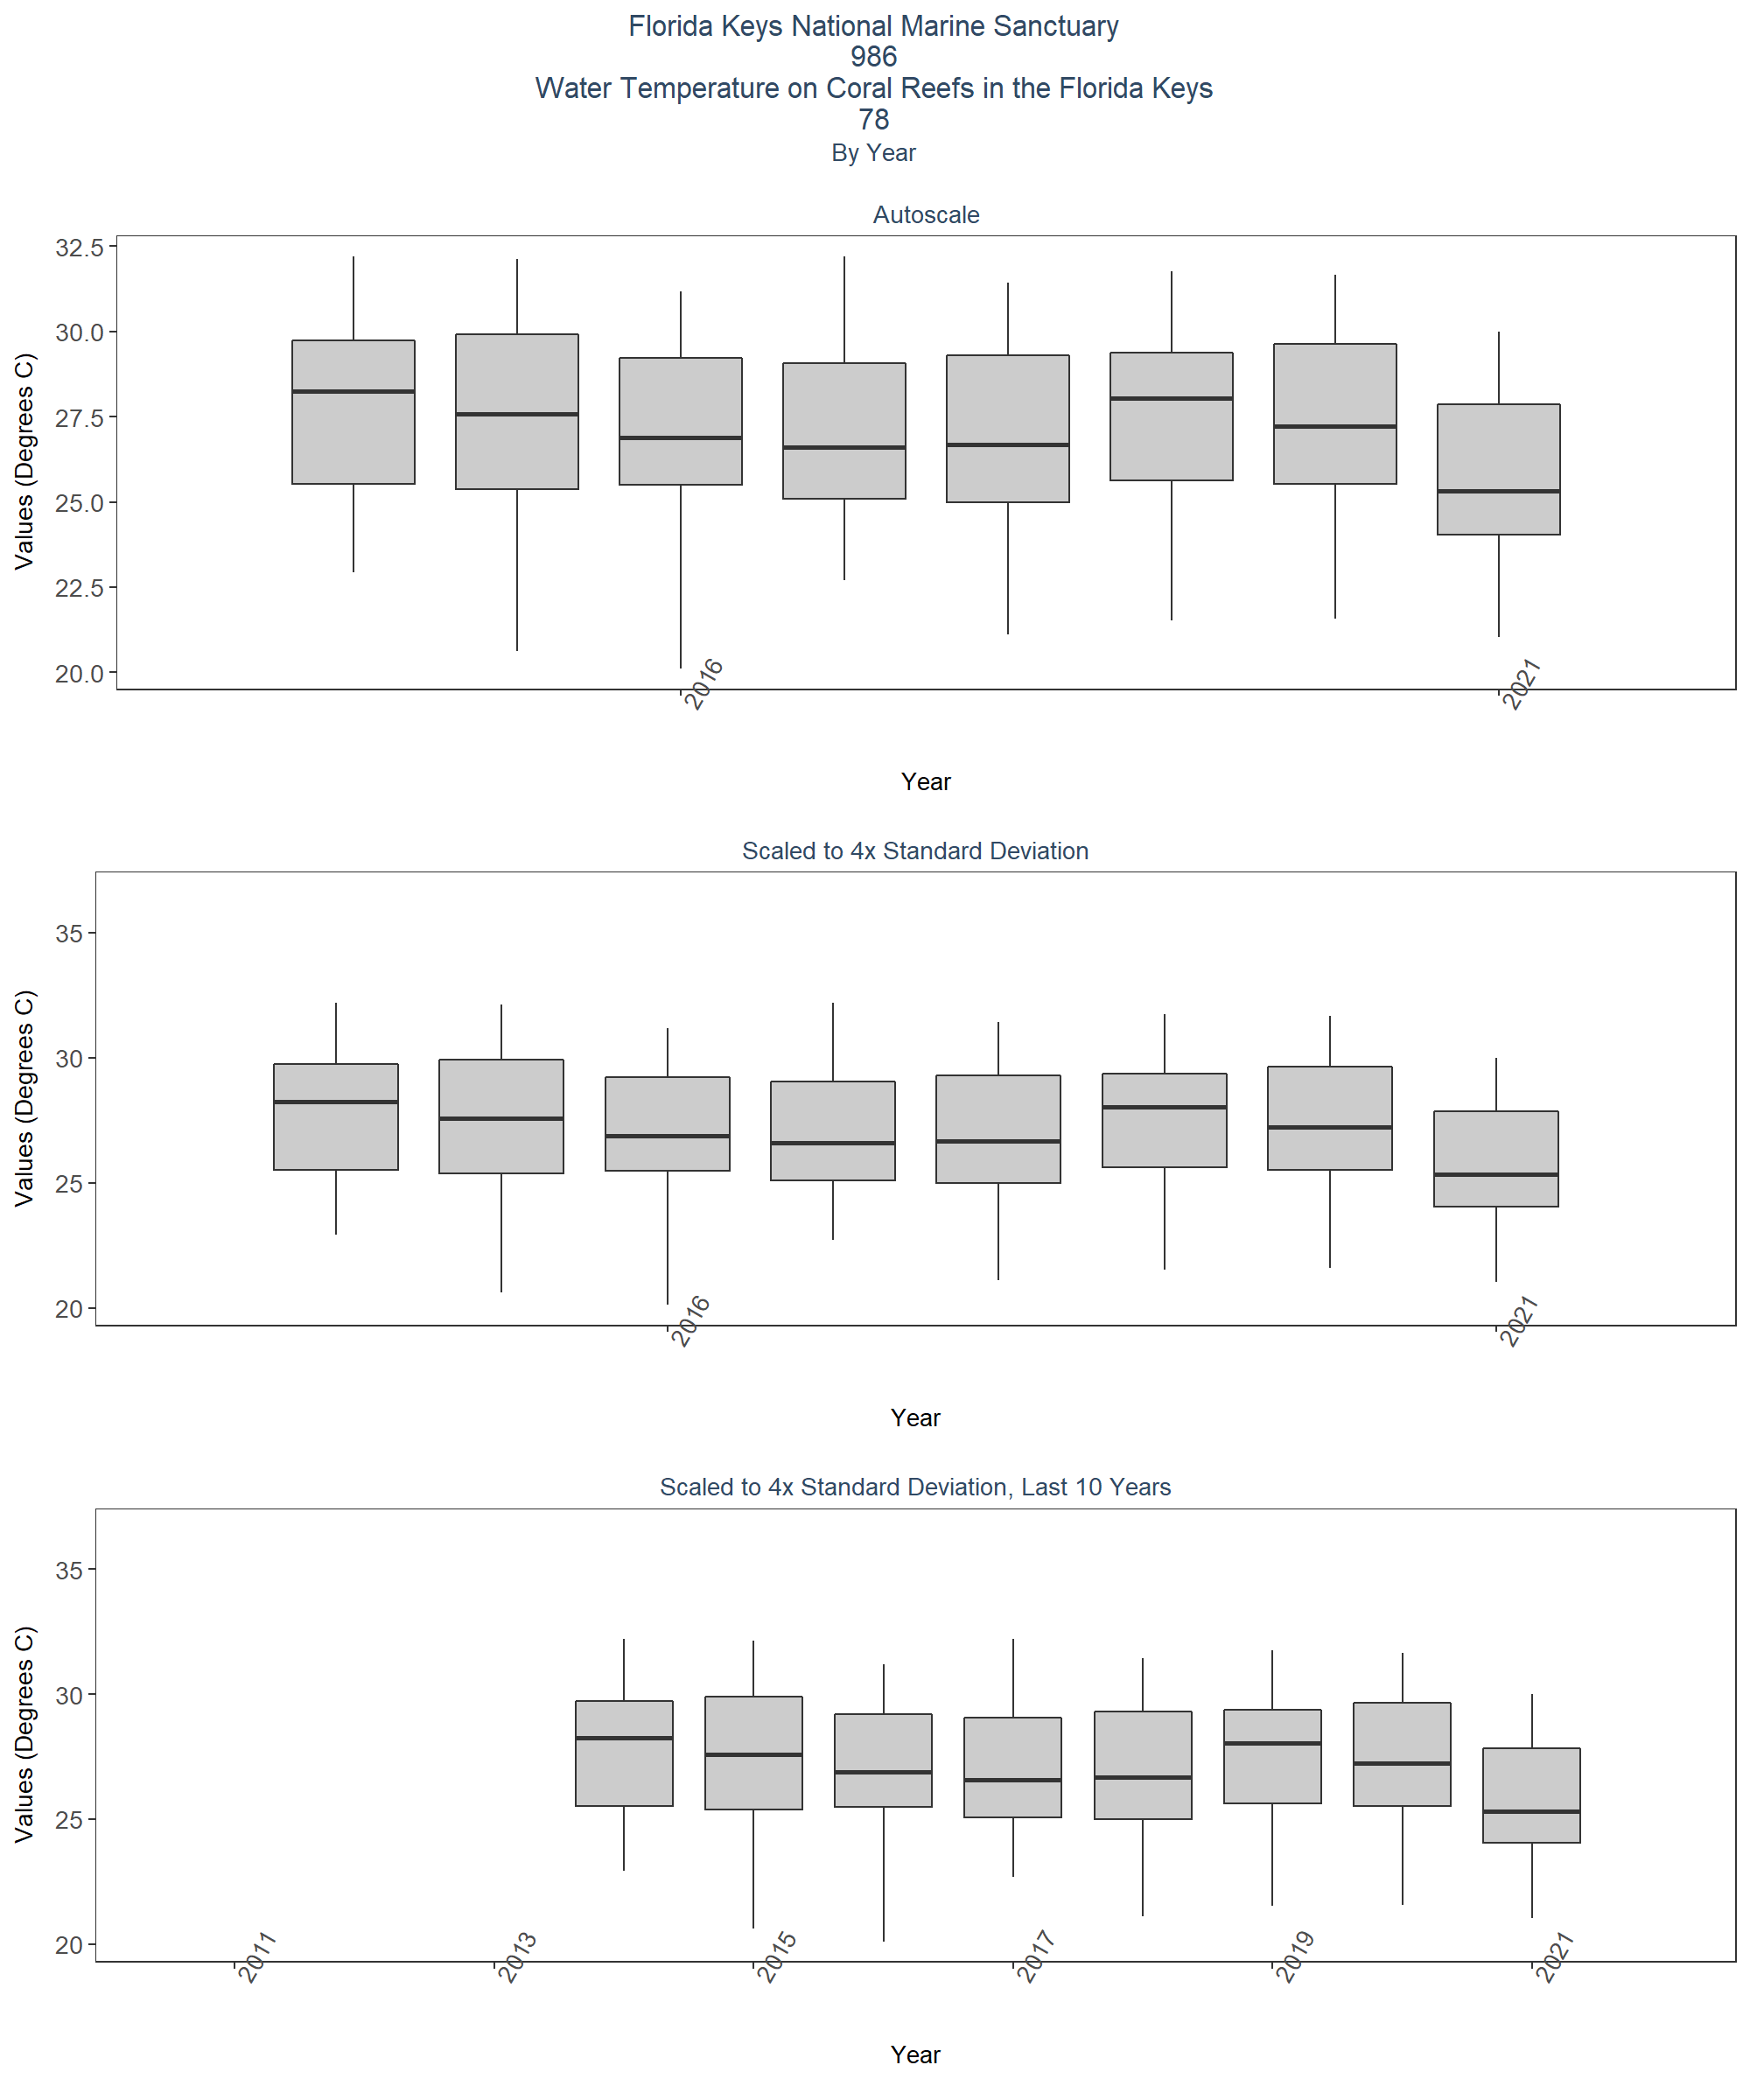 Florida Keys National Marine Sanctuary
986
Water Temperature on Coral Reefs in the Florida Keys
78
By Year
Autoscale
Values (Degrees C)
32.5
30.0
27.5
25.0
22.5
20.0
2016
2021
Year
Scaled to 4x Standard Deviation
Values (Degrees C)
35
30
25
20
2016
2021
Year
Scaled to 4x Standard Deviation, Last 10 Years
Values (Degrees C)
35
30
25
20
2011
2013
2015
2017
2019
2021
Year